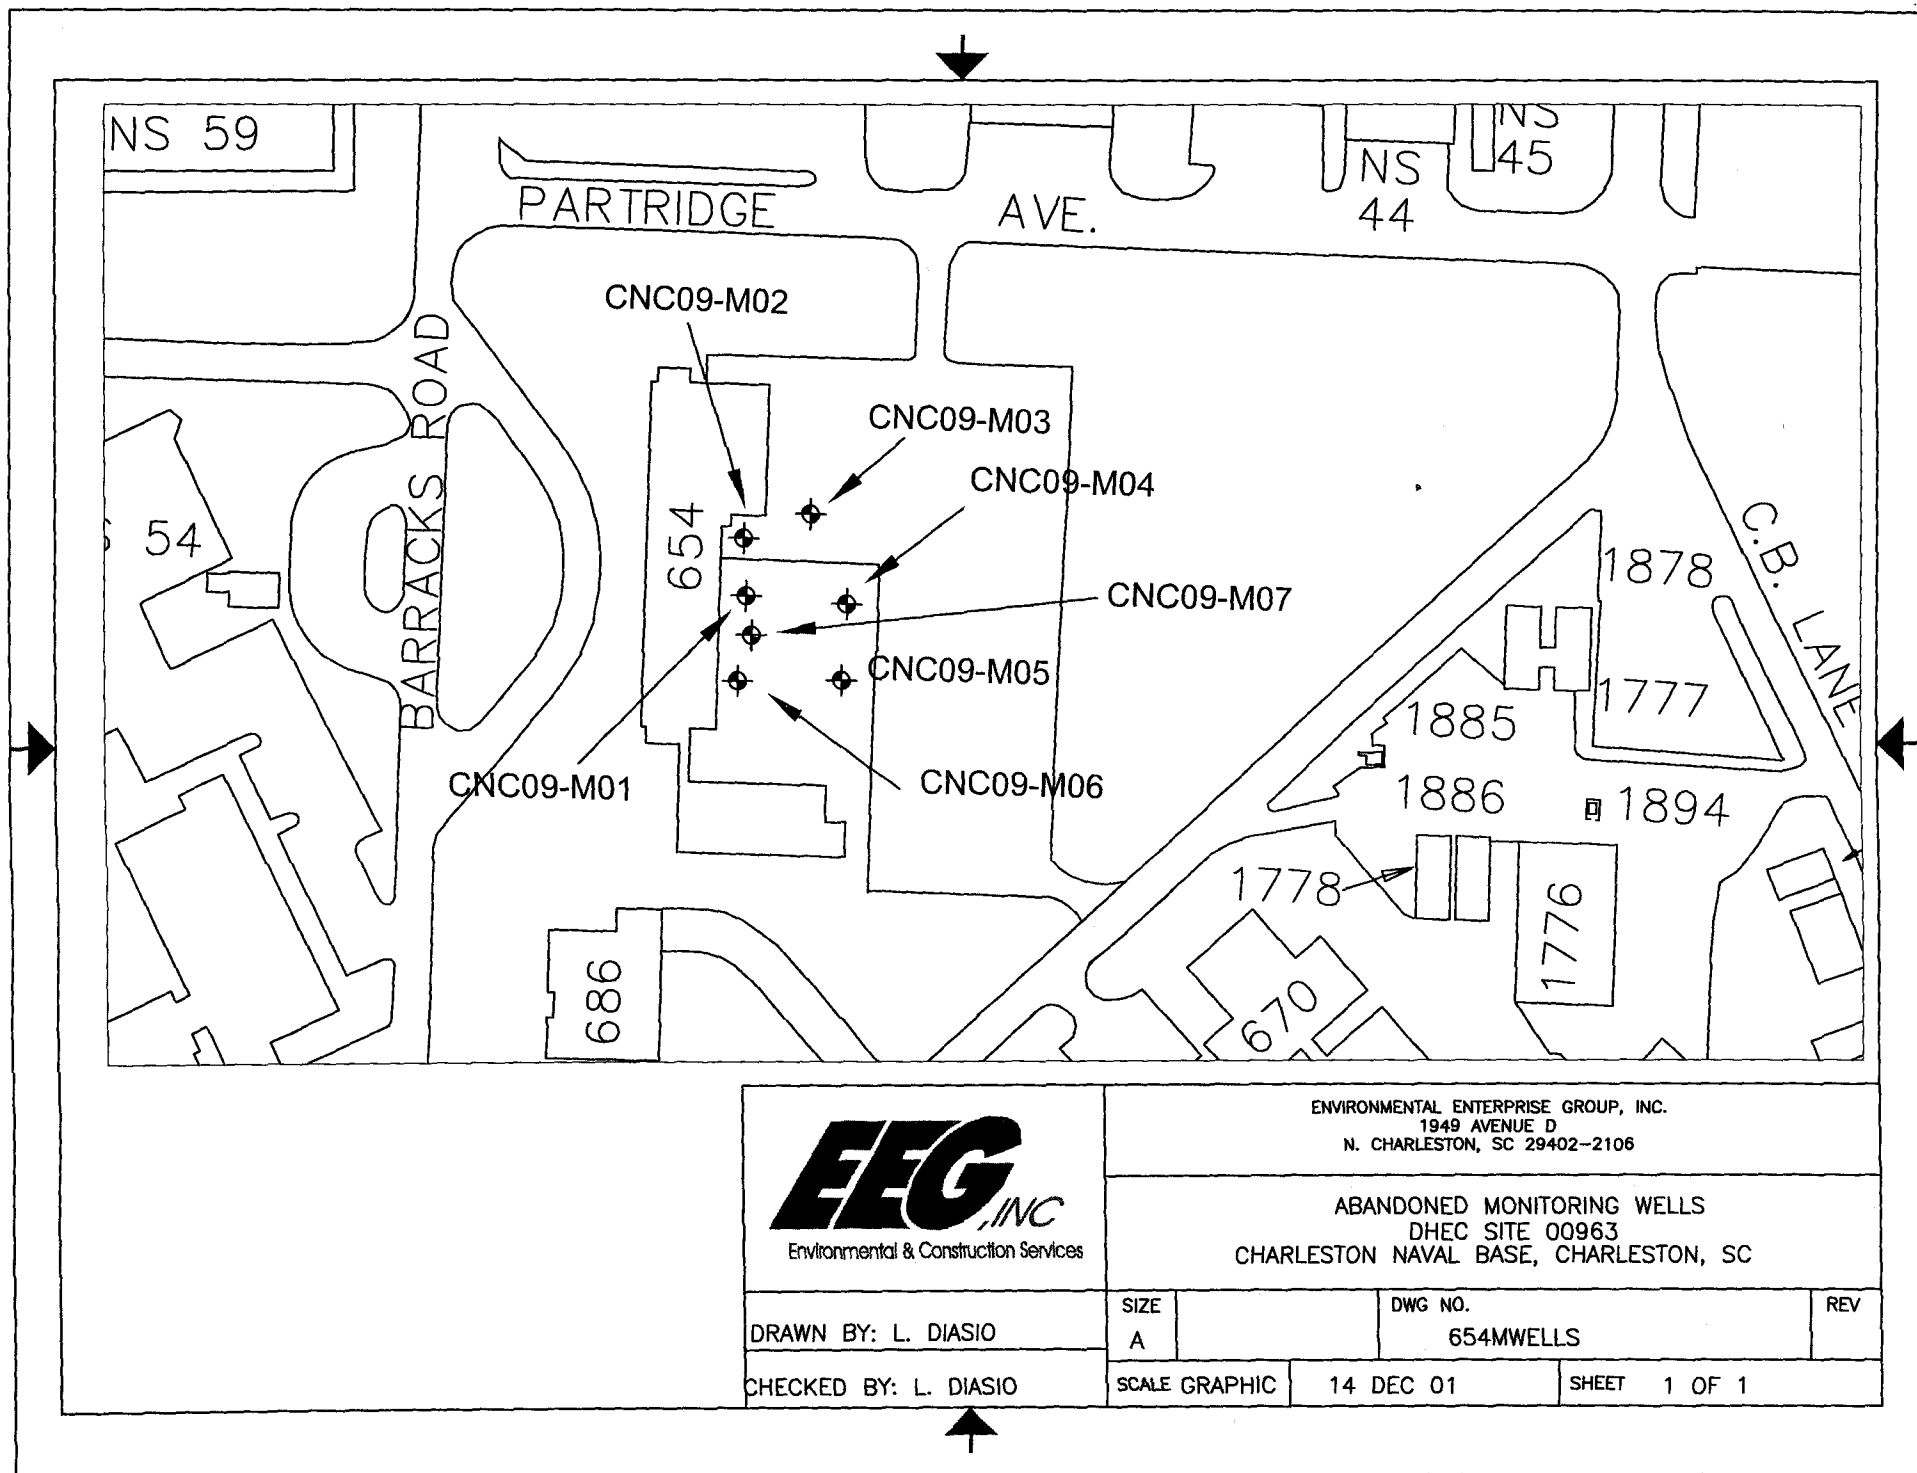 NS 59
PARTRIDGE AVE.
NS
44
NS
45
CNC09-M02
CNC09-M03
CNC09-M04
CNC09-M07
CNC09-M05
CNC09-M01
CNC09-M06
BARRACKS ROAD
54
654
C.B. LANE
1878
1777
1885
1886
1894
1778
1776
686
670
EEG
,INC
Environmental & Construction Services
ENVIRONMENTAL ENTERPRISE GROUP, INC.
1949 AVENUE D
N. CHARLESTON, SC 29402-2106
ABANDONED MONITORING WELLS
DHEC SITE 00963
CHARLESTON NAVAL BASE, CHARLESTON, SC
DRAWN BY: L. DIASIO
CHECKED BY: L. DIASIO
SIZE
A
DWG NO.
654MWELLS
REV
SCALE GRAPHIC
14 DEC 01
SHEET 1 OF 1